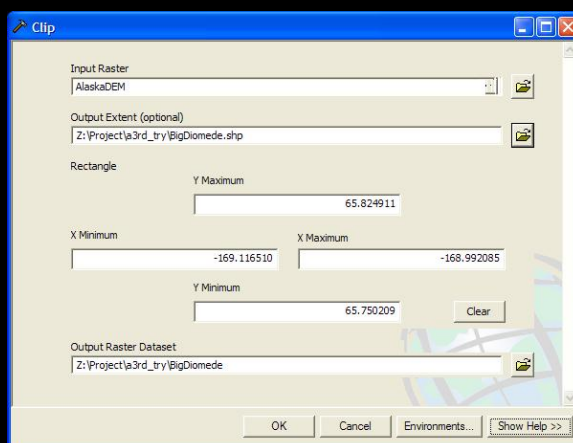 Clip
Input Raster
AlaskaDEM
Output Extent (optional)
Z:\Project\a3rd_try\BigDiomede.shp
Rectangle
Y Maximum
65.824911
X Minimum
X Maximum
-169.116510
-168.992085
Y Minimum
65.750209
Clear
Output Raster Dataset
Z:\Project\a3rd_try\BigDiomede
OK
Cancel
Environments...
Show Help >>